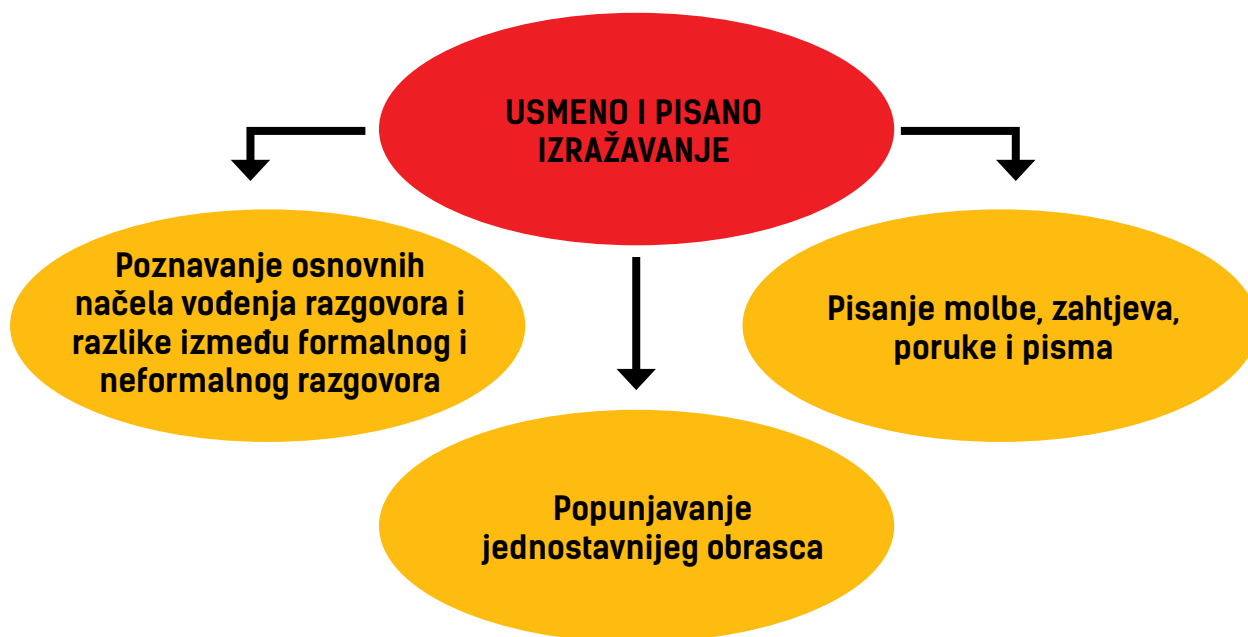 USMENO I PISANO
IZRAŽAVANJE
Poznavanje osnovnih
načela vođenja razgovora i
razlike između formalnog i
neformalnog razgovora
Pisanje molbe, zahtjeva,
poruke i pisma
Popunjavanje
jednostavnijeg obrasca